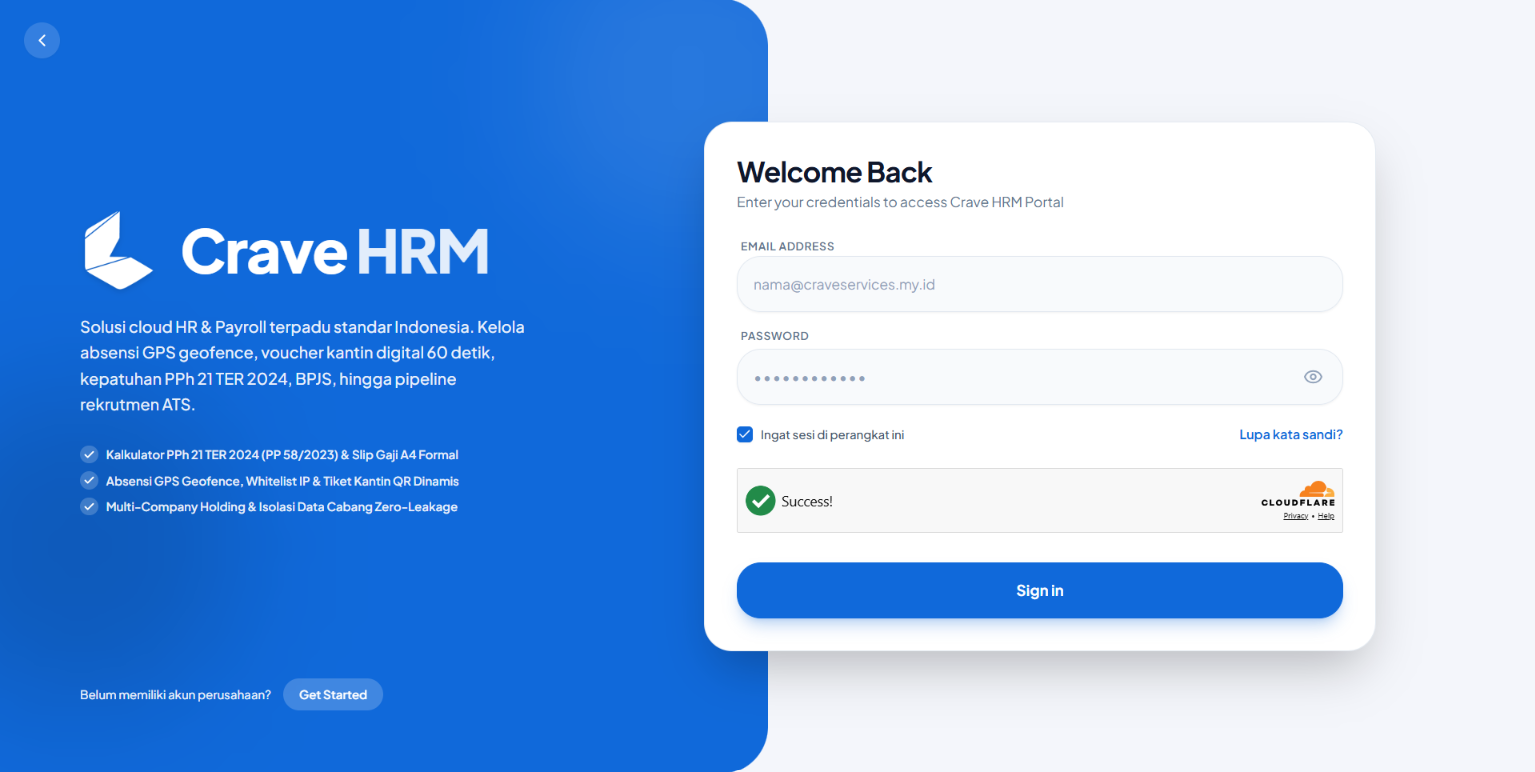 Crave HRM
Solusi cloud HR & Payroll terpadu standar Indonesia. Kelola
absensi GPS geofence, voucher kantin digital 60 detik,
kepatuhan PPh 21 TER 2024, BPJS, hingga pipeline
rekrutmen ATS.
Kalkulator PPh 21 TER 2024 (PP 58/2023) & Slip Gaji A4 Formal
Absensi GPS Geofence, Whitelist IP & Tiket Kantin QR Dinamis
Multi-Company Holding & Isolasi Data Cabang Zero-Leakage
Belum memiliki akun perusahaan?
Get Started
Welcome Back
Enter your credentials to access Crave HRM Portal
EMAIL ADDRESS
nama@craveservices.my.id
PASSWORD
••••••••••••
Ingat sesi di perangkat ini
Lupa kata sandi?
Success!
CLOUDFLARE
Privacy • Help
Sign in